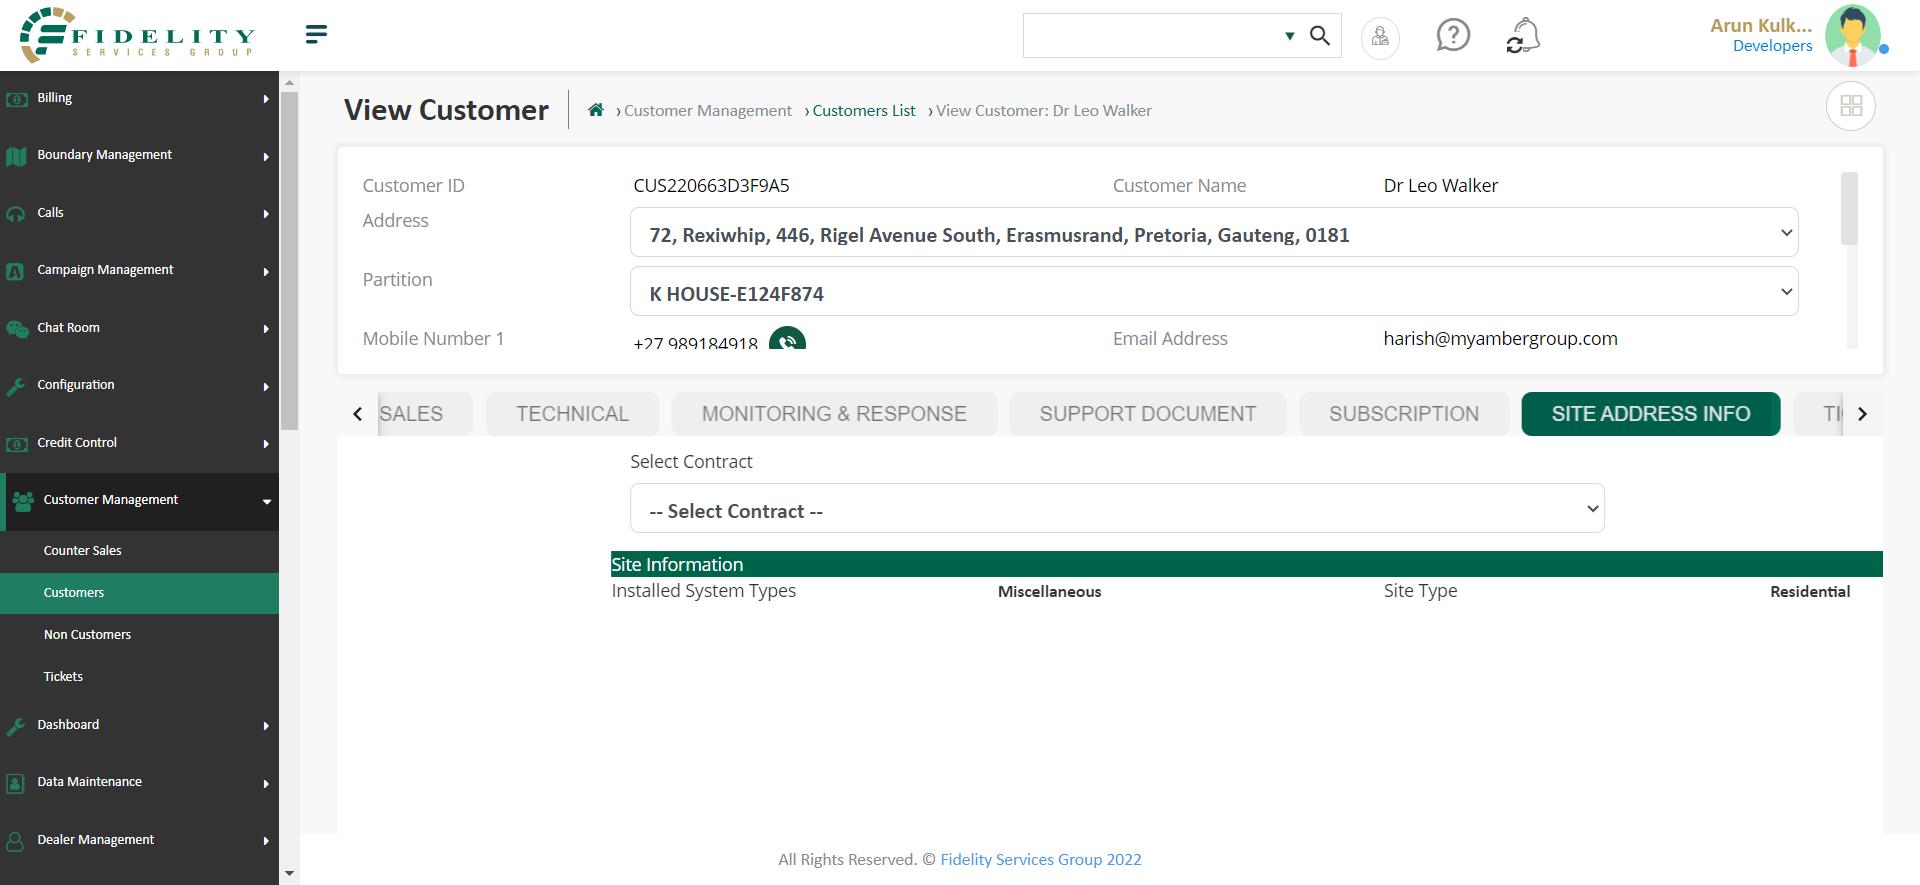 FIDELITY
SERVICES GROUP
Arun Kulk...
Developers
Billing
Boundary Management
Calls
Campaign Management
Chat Room
Configuration
Credit Control
Customer Management
Counter Sales
Customers
Non Customers
Tickets
Dashboard
Data Maintenance
Dealer Management
View Customer
› Customer Management › Customers List › View Customer: Dr Leo Walker
Customer ID CUS220663D3F9A5 Customer Name Dr Leo Walker
Address 72, Rexiwhip, 446, Rigel Avenue South, Erasmusrand, Pretoria, Gauteng, 0181
Partition K HOUSE-E124F874
Mobile Number 1 +27 989184918 Email Address harish@myambergroup.com
SALES TECHNICAL MONITORING & RESPONSE SUPPORT DOCUMENT SUBSCRIPTION SITE ADDRESS INFO
Select Contract
-- Select Contract --
Site Information
Installed System Types Miscellaneous Site Type Residential
All Rights Reserved. © Fidelity Services Group 2022